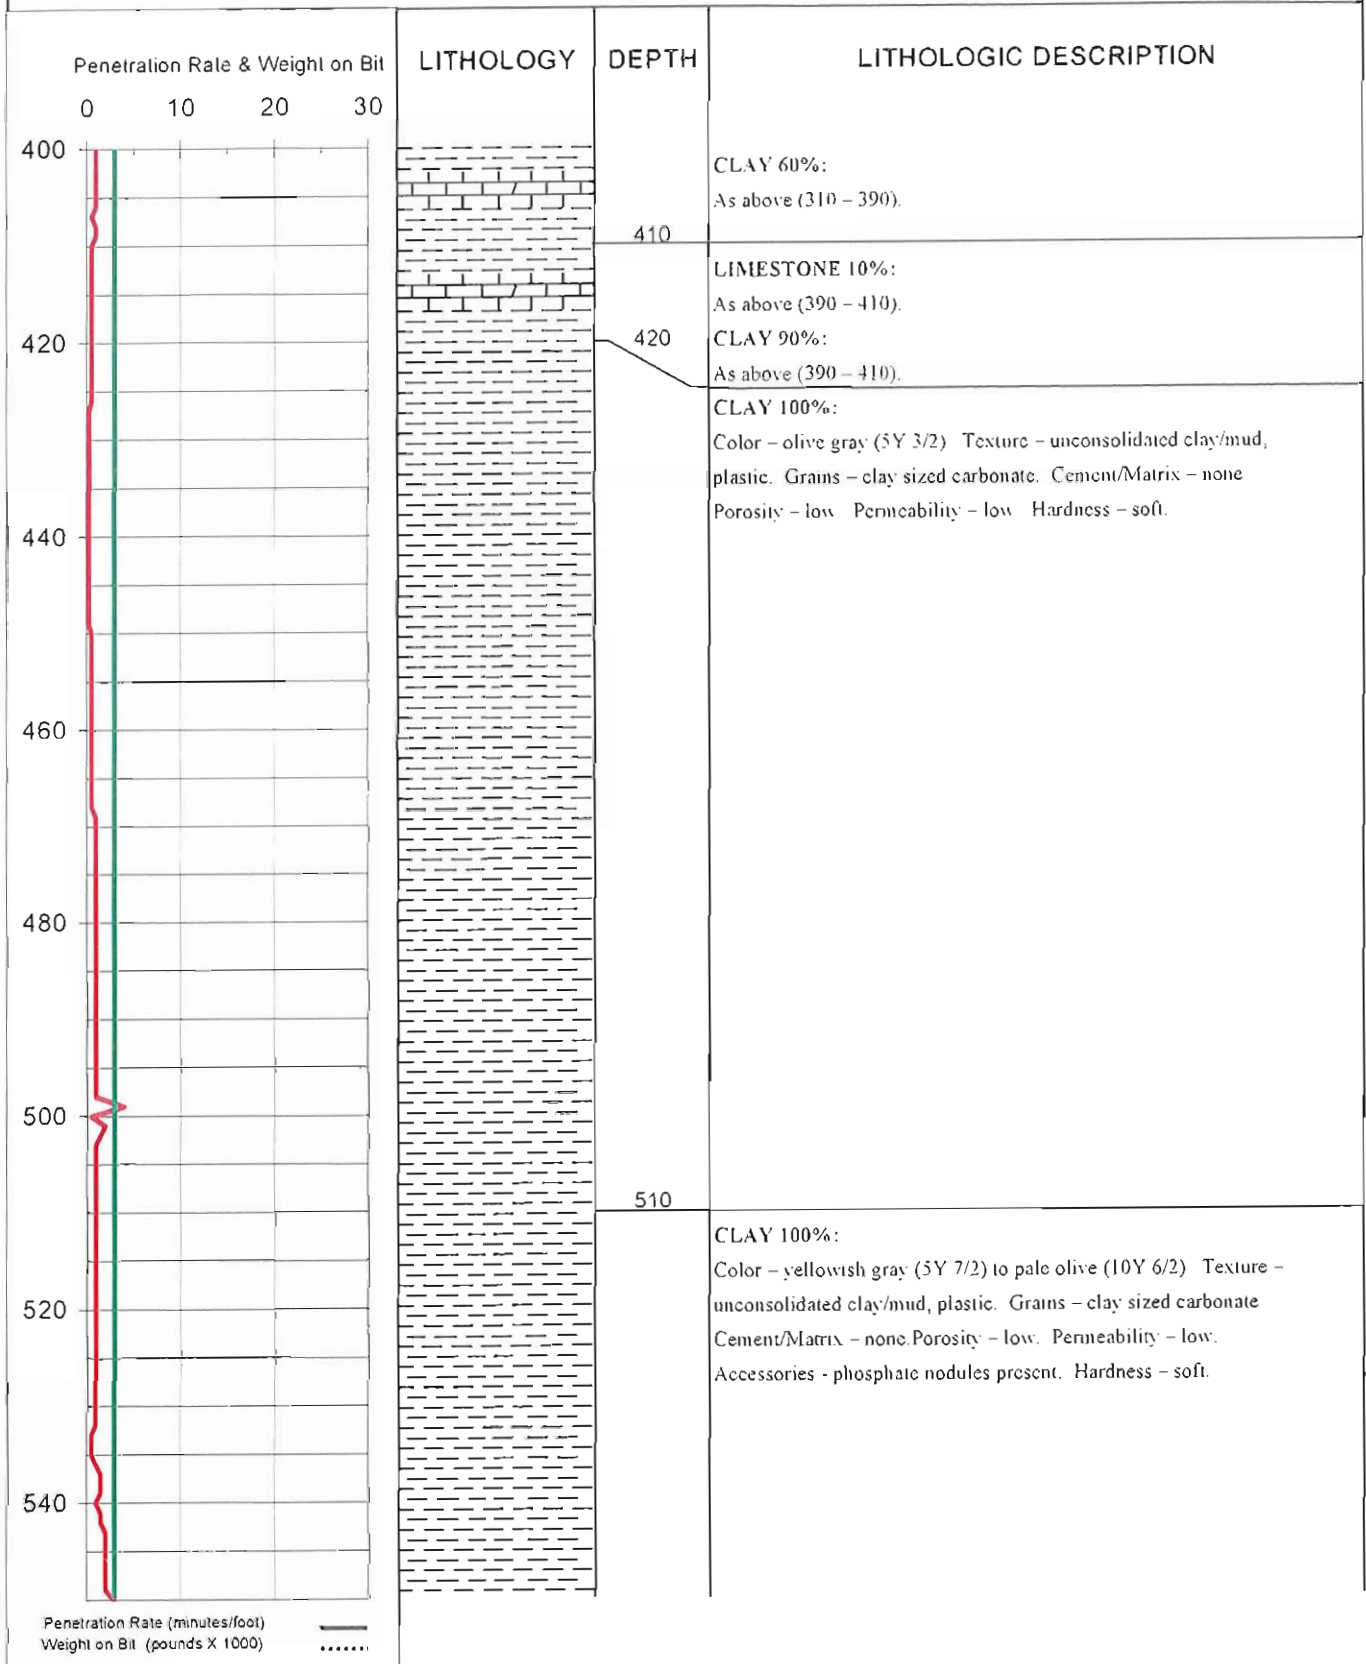 Penetration Rate & Weight on Bit
0 10 20 30
LITHOLOGY
DEPTH
LITHOLOGIC DESCRIPTION
400
420
440
460
480
500
520
540
410
420
510
CLAY 60%:
As above (310 – 390).
LIMESTONE 10%:
As above (390 – 410).
CLAY 90%:
As above (390 – 410).
CLAY 100%:
Color – olive gray (5Y 3/2) Texture – unconsolidated clay/mud,
plastic. Grains – clay sized carbonate. Cement/Matrix – none
Porosity – low Permeability – low Hardness – soft.
CLAY 100%:
Color – yellowish gray (5Y 7/2) to pale olive (10Y 6/2) Texture –
unconsolidated clay/mud, plastic. Grains – clay sized carbonate
Cement/Matrix – none.Porosity – low. Permeability – low.
Accessories - phosphate nodules present. Hardness – soft.
Penetration Rate (minutes/foot)
Weight on Bit (pounds X 1000)